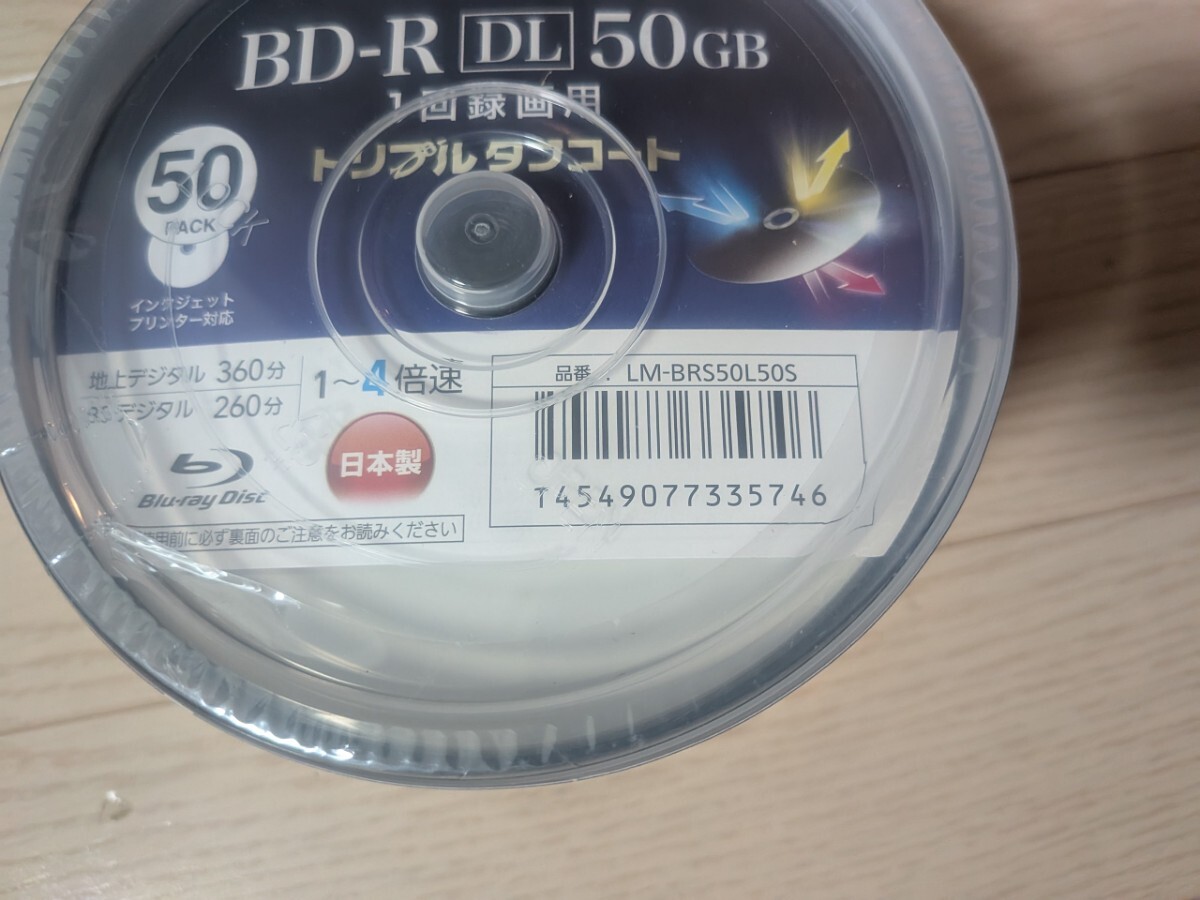 BD-R DL 50GB
1回録画用
トリプルタフコート
50
PACK
インクジェット
プリンター対応
地上デジタル 360分
BSデジタル 260分
1～4倍速
日本製
Blu-ray Disc
使用前に必ず裏面のご注意をお読みください
品番: LM-BRS50L50S
T4549077335746